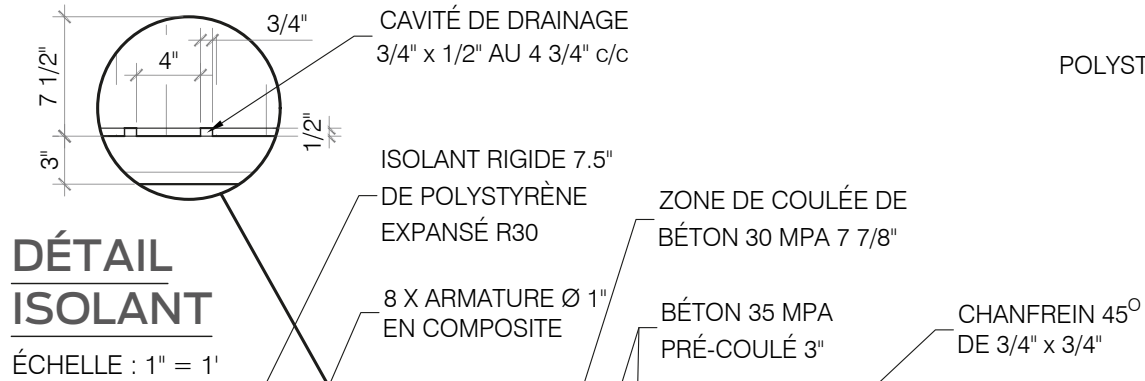 3/4"
4"
7 1/2"
3"
1/2"
CAVITÉ DE DRAINAGE
3/4" x 1/2" AU 4 3/4" c/c
POLYST
ISOLANT RIGIDE 7.5"
DE POLYSTYRÈNE
EXPANSÉ R30
ZONE DE COULÉE DE
BÉTON 30 MPA 7 7/8"
DÉTAIL
ISOLANT
ÉCHELLE : 1" = 1'
8 X ARMATURE Ø 1"
EN COMPOSITE
BÉTON 35 MPA
PRÉ-COULÉ 3"
CHANFREIN 45O
DE 3/4" x 3/4"